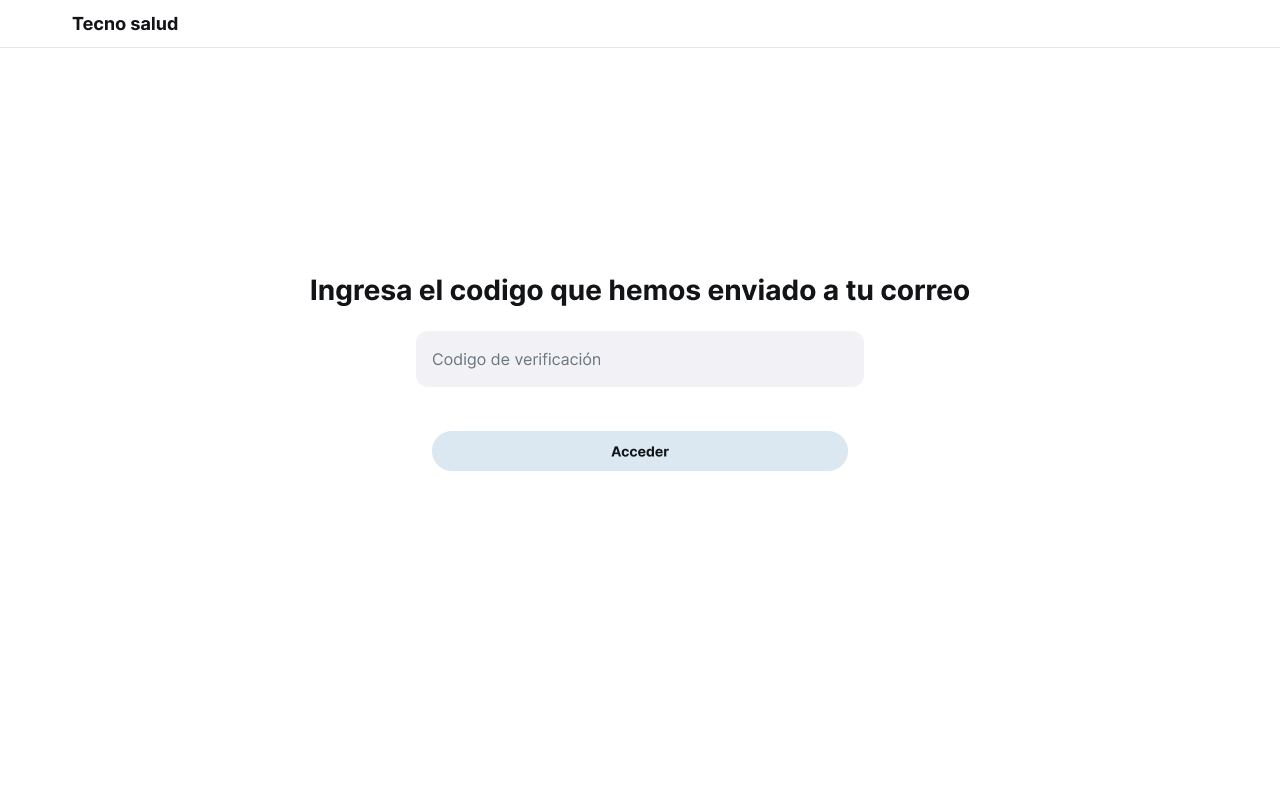 Tecno salud
Ingresa el codigo que hemos enviado a tu correo
Codigo de verificación
Acceder